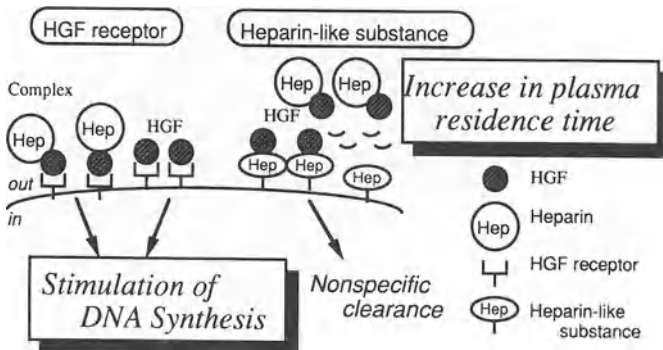 HGF receptor
Heparin-like substance
Complex
Hep
Hep
HGF
out
in
Stimulation of
DNA Synthesis
Hep
Hep
HGF
Hep
Hep
Hep
Nonspecific
clearance
Increase in plasma
residence time
HGF
Hep
Heparin
HGF receptor
Hep
Heparin-like
substance